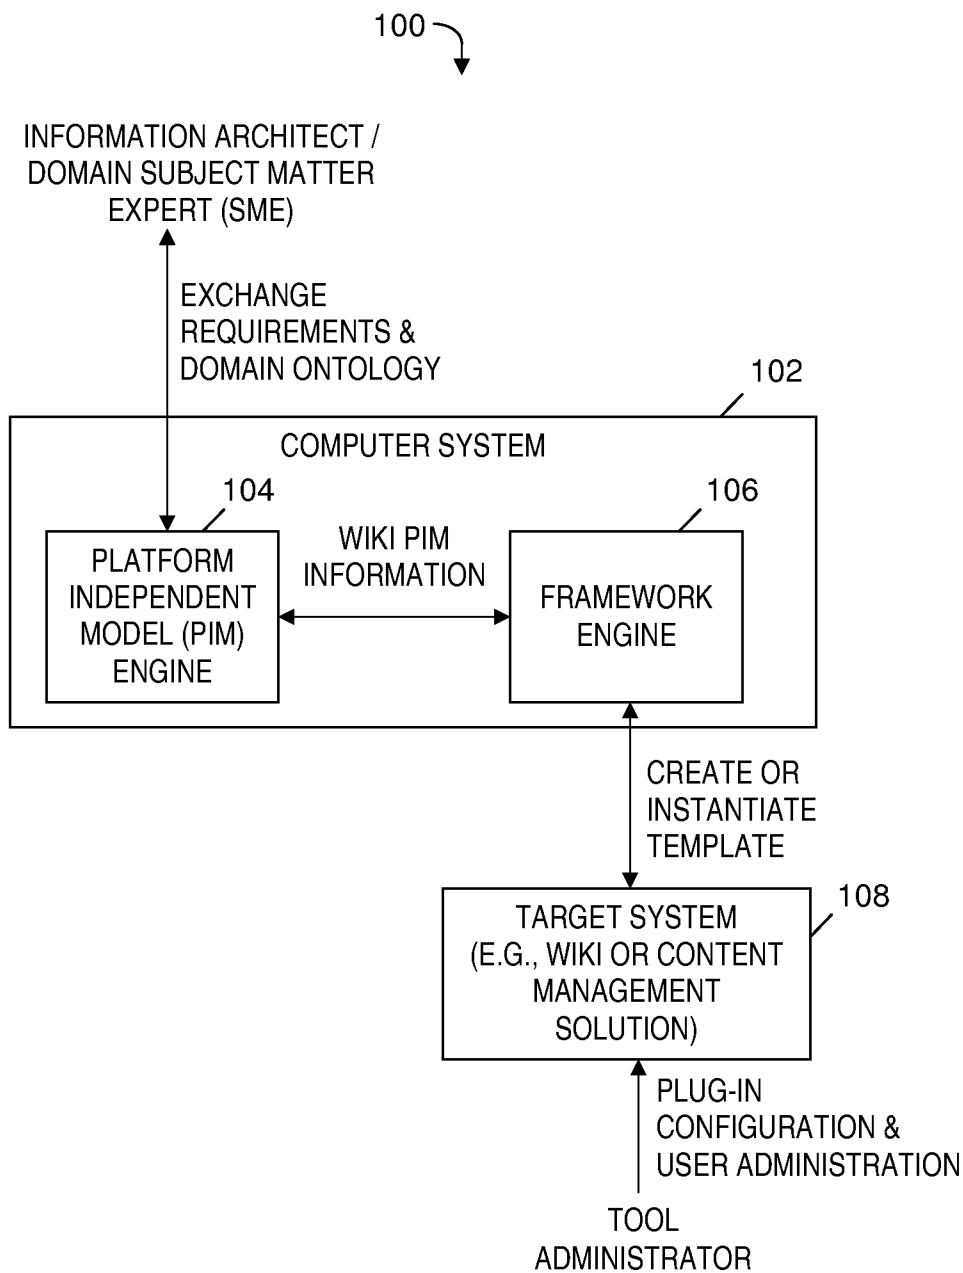 100
INFORMATION ARCHITECT /
DOMAIN SUBJECT MATTER
EXPERT (SME)
EXCHANGE
REQUIREMENTS &
DOMAIN ONTOLOGY
102
COMPUTER SYSTEM
104
PLATFORM
INDEPENDENT
MODEL (PIM)
ENGINE
WIKI PIM
INFORMATION
106
FRAMEWORK
ENGINE
CREATE OR
INSTANTIATE
TEMPLATE
108
TARGET SYSTEM
(E.G., WIKI OR CONTENT
MANAGEMENT
SOLUTION)
PLUG-IN
CONFIGURATION &
USER ADMINISTRATION
TOOL
ADMINISTRATOR